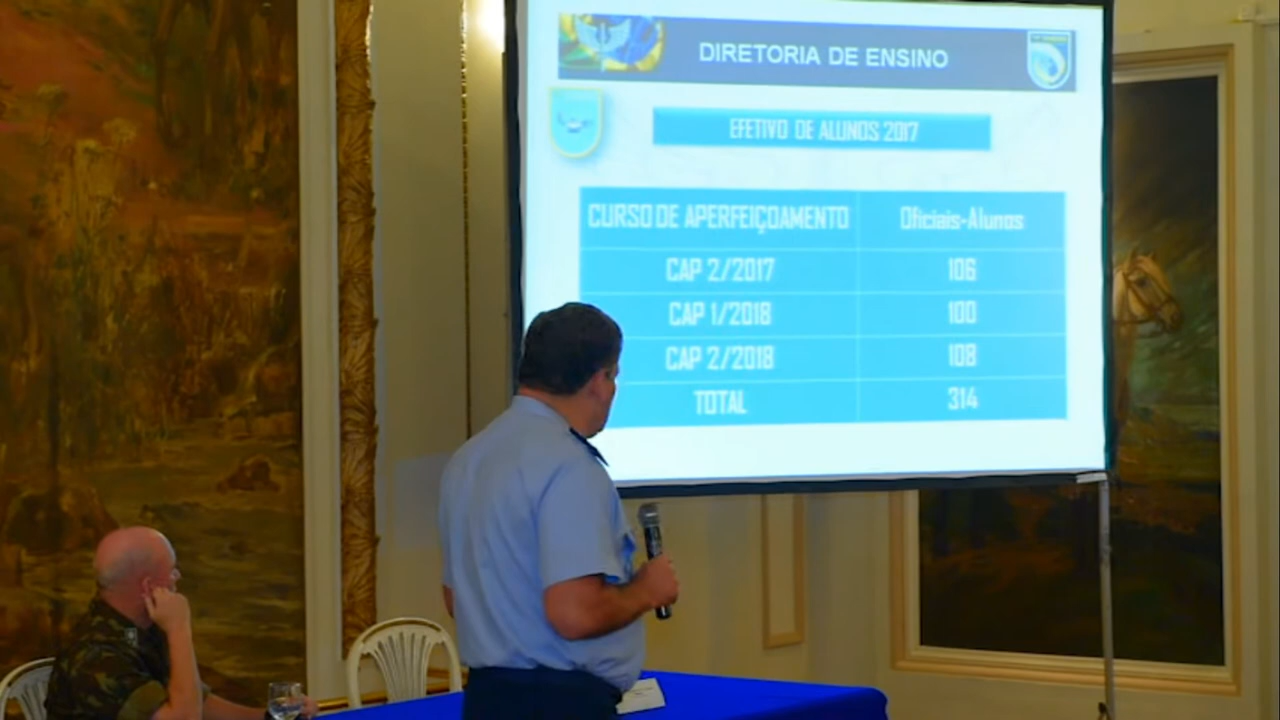 DIRETORIA DE ENSINO
EFETIVO DE ALUNOS 2017
CURSO DE APERFEIÇOAMENTO Oficiais-Alunos
CAP 2/2017 106
CAP 1/2018 100
CAP 2/2018 108
TOTAL 314